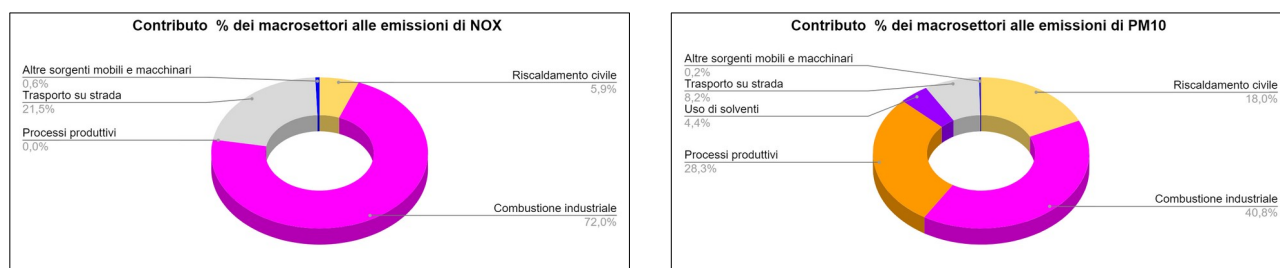 Contributo % dei macrosettori alle emissioni di NOX
Altre sorgenti mobili e macchinari
0,6%
Trasporto su strada
21,5%
Processi produttivi
0,0%
Riscaldamento civile
5,9%
Combustione industriale
72,0%
Contributo % dei macrosettori alle emissioni di PM10
Altre sorgenti mobili e macchinari
0,2%
Trasporto su strada
8,2%
Uso di solventi
4,4%
Processi produttivi
28,3%
Riscaldamento civile
18,0%
Combustione industriale
40,8%